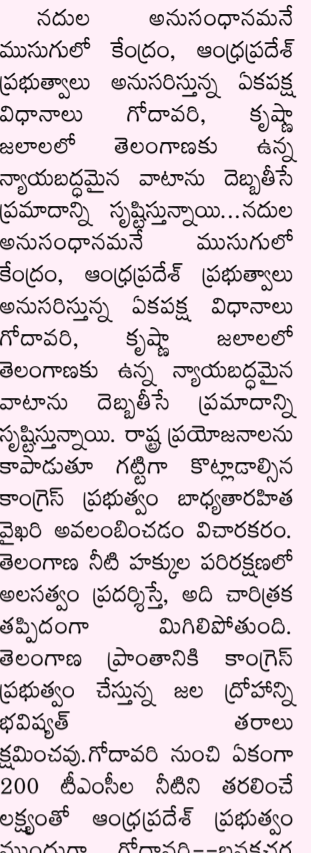 నదుల అనుసంధానమనే
ముసుగులో కేంద్రం, ఆంధ్రప్రదేశ్
ప్రభుత్వాలు అనుసరిస్తున్న ఏకపక్ష
విధానాలు గోదావరి, కృష్ణా
జలాలలో తెలంగాణకు ఉన్న
న్యాయబద్ధమైన వాటాను దెబ్బతీసే
ప్రమాదాన్ని సృష్టిస్తున్నాయి...నదుల
అనుసంధానమనే ముసుగులో
కేంద్రం, ఆంధ్రప్రదేశ్ ప్రభుత్వాలు
అనుసరిస్తున్న ఏకపక్ష విధానాలు
గోదావరి, కృష్ణా జలాలలో
తెలంగాణకు ఉన్న న్యాయబద్ధమైన
వాటాను దెబ్బతీసే ప్రమాదాన్ని
సృష్టిస్తున్నాయి. రాష్ట్ర ప్రయోజనాలను
కాపాడుతూ గట్టిగా కొట్లాడాల్సిన
కాంగ్రెస్ ప్రభుత్వం బాధ్యతారహిత
వైఖరి అవలంబించడం విచారకరం.
తెలంగాణ నీటి హక్కుల పరిరక్షణలో
అలసత్వం ప్రదర్శిస్తే, అది చారిత్రక
తప్పిదంగా మిగిలిపోతుంది.
తెలంగాణ ప్రాంతానికి కాంగ్రెస్
ప్రభుత్వం చేస్తున్న జల ద్రోహాన్ని
భవిష్యత్ తరాలు
క్షమించవు.గోదావరి నుంచి ఏకంగా
200 టీఎంసీల నీటిని తరలించే
లక్ష్యంతో ఆంధ్రప్రదేశ్ ప్రభుత్వం
ముందుగా గోదావరి--బనకచర్ల